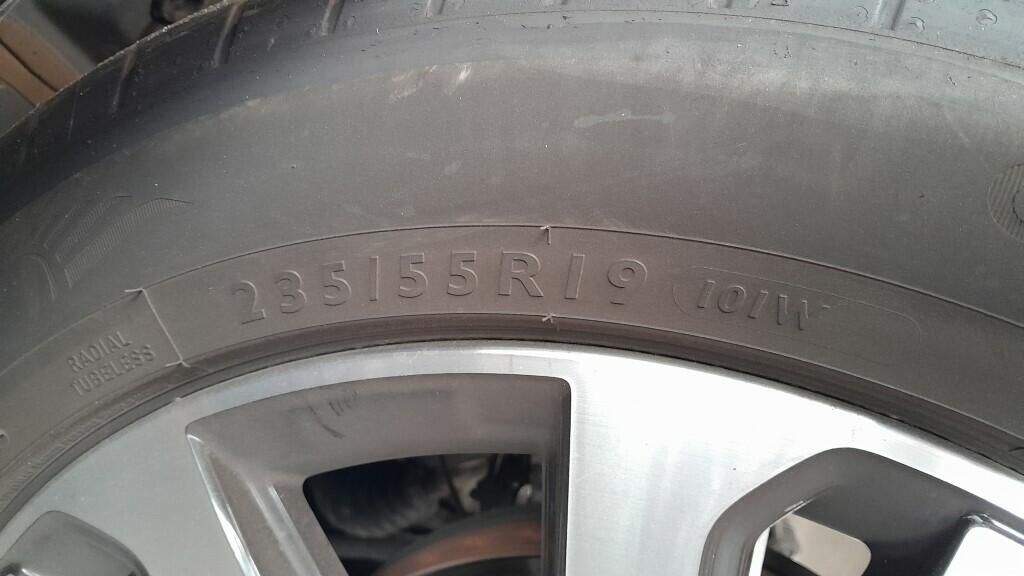 235/55R19 101W
RADIAL
TUBELESS